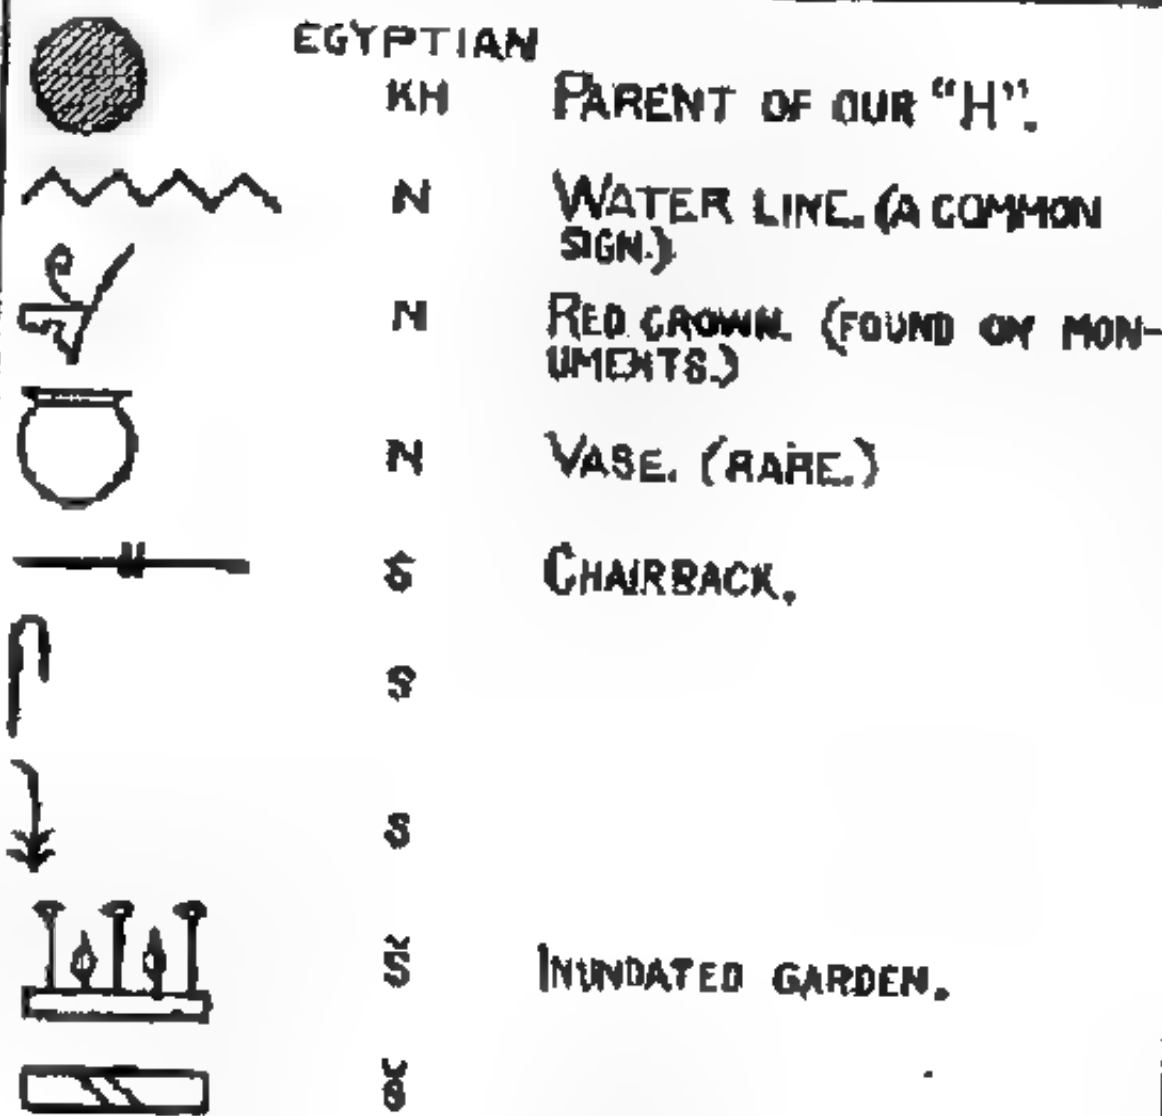 EGYPTIAN
KH PARENT OF OUR "H".
N WATER LINE. (A COMMON
SIGN.)
N RED CROWN. (FOUND ON MON-
UMENTS.)
N VASE. (RARE.)
Ś CHAIRBACK.
S
S
Š INUNDATED GARDEN.
Š